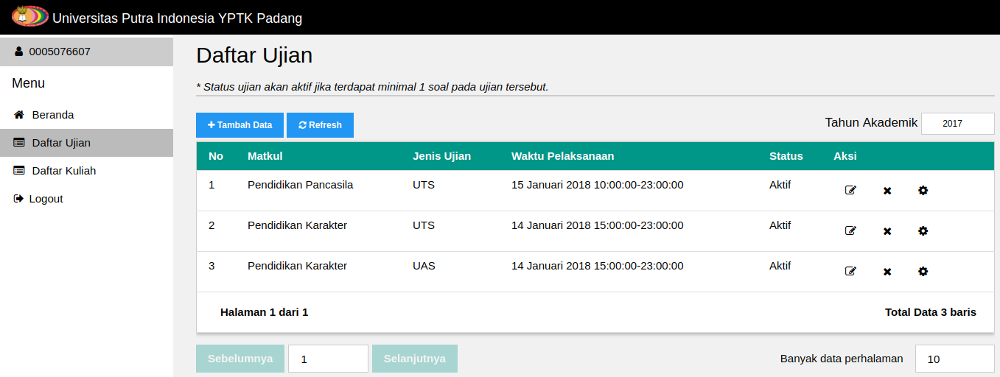 Universitas Putra Indonesia YPTK Padang
0005076607
Menu
Beranda
Daftar Ujian
Daftar Kuliah
Logout
Daftar Ujian
* Status ujian akan aktif jika terdapat minimal 1 soal pada ujian tersebut.
Tambah Data Refresh Tahun Akademik 2017
No Matkul Jenis Ujian Waktu Pelaksanaan Status Aksi
1 Pendidikan Pancasila UTS 15 Januari 2018 10:00:00-23:00:00 Aktif
2 Pendidikan Karakter UTS 14 Januari 2018 15:00:00-23:00:00 Aktif
3 Pendidikan Karakter UAS 14 Januari 2018 15:00:00-23:00:00 Aktif
Halaman 1 dari 1 Total Data 3 baris
Sebelumnya 1 Selanjutnya Banyak data perhalaman 10